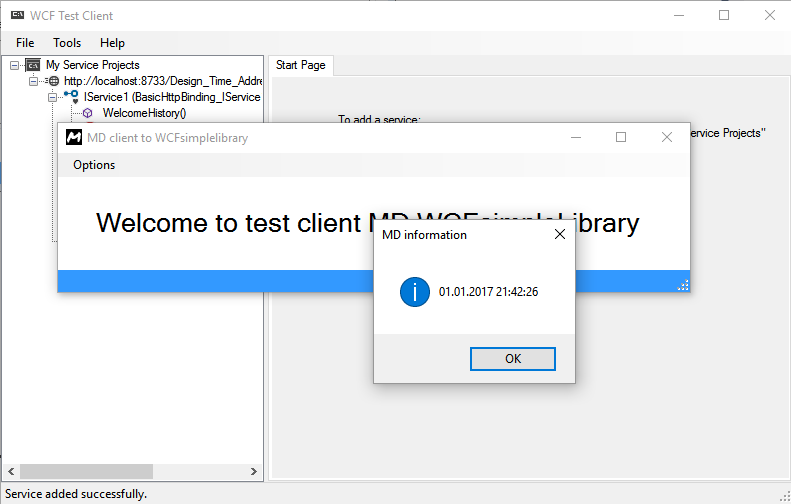 WCF Test Client
File Tools Help
My Service Projects
http://localhost:8733/Design_Time_Addre
IService1 (BasicHttpBinding_IService
WelcomeHistory()
Start Page
To add a service:
ervice Projects"
MD client to WCFsimplelibrary
Options
Welcome to test client MD WCFsimpleLibrary
MD information
01.01.2017 21:42:26
OK
Service added successfully.